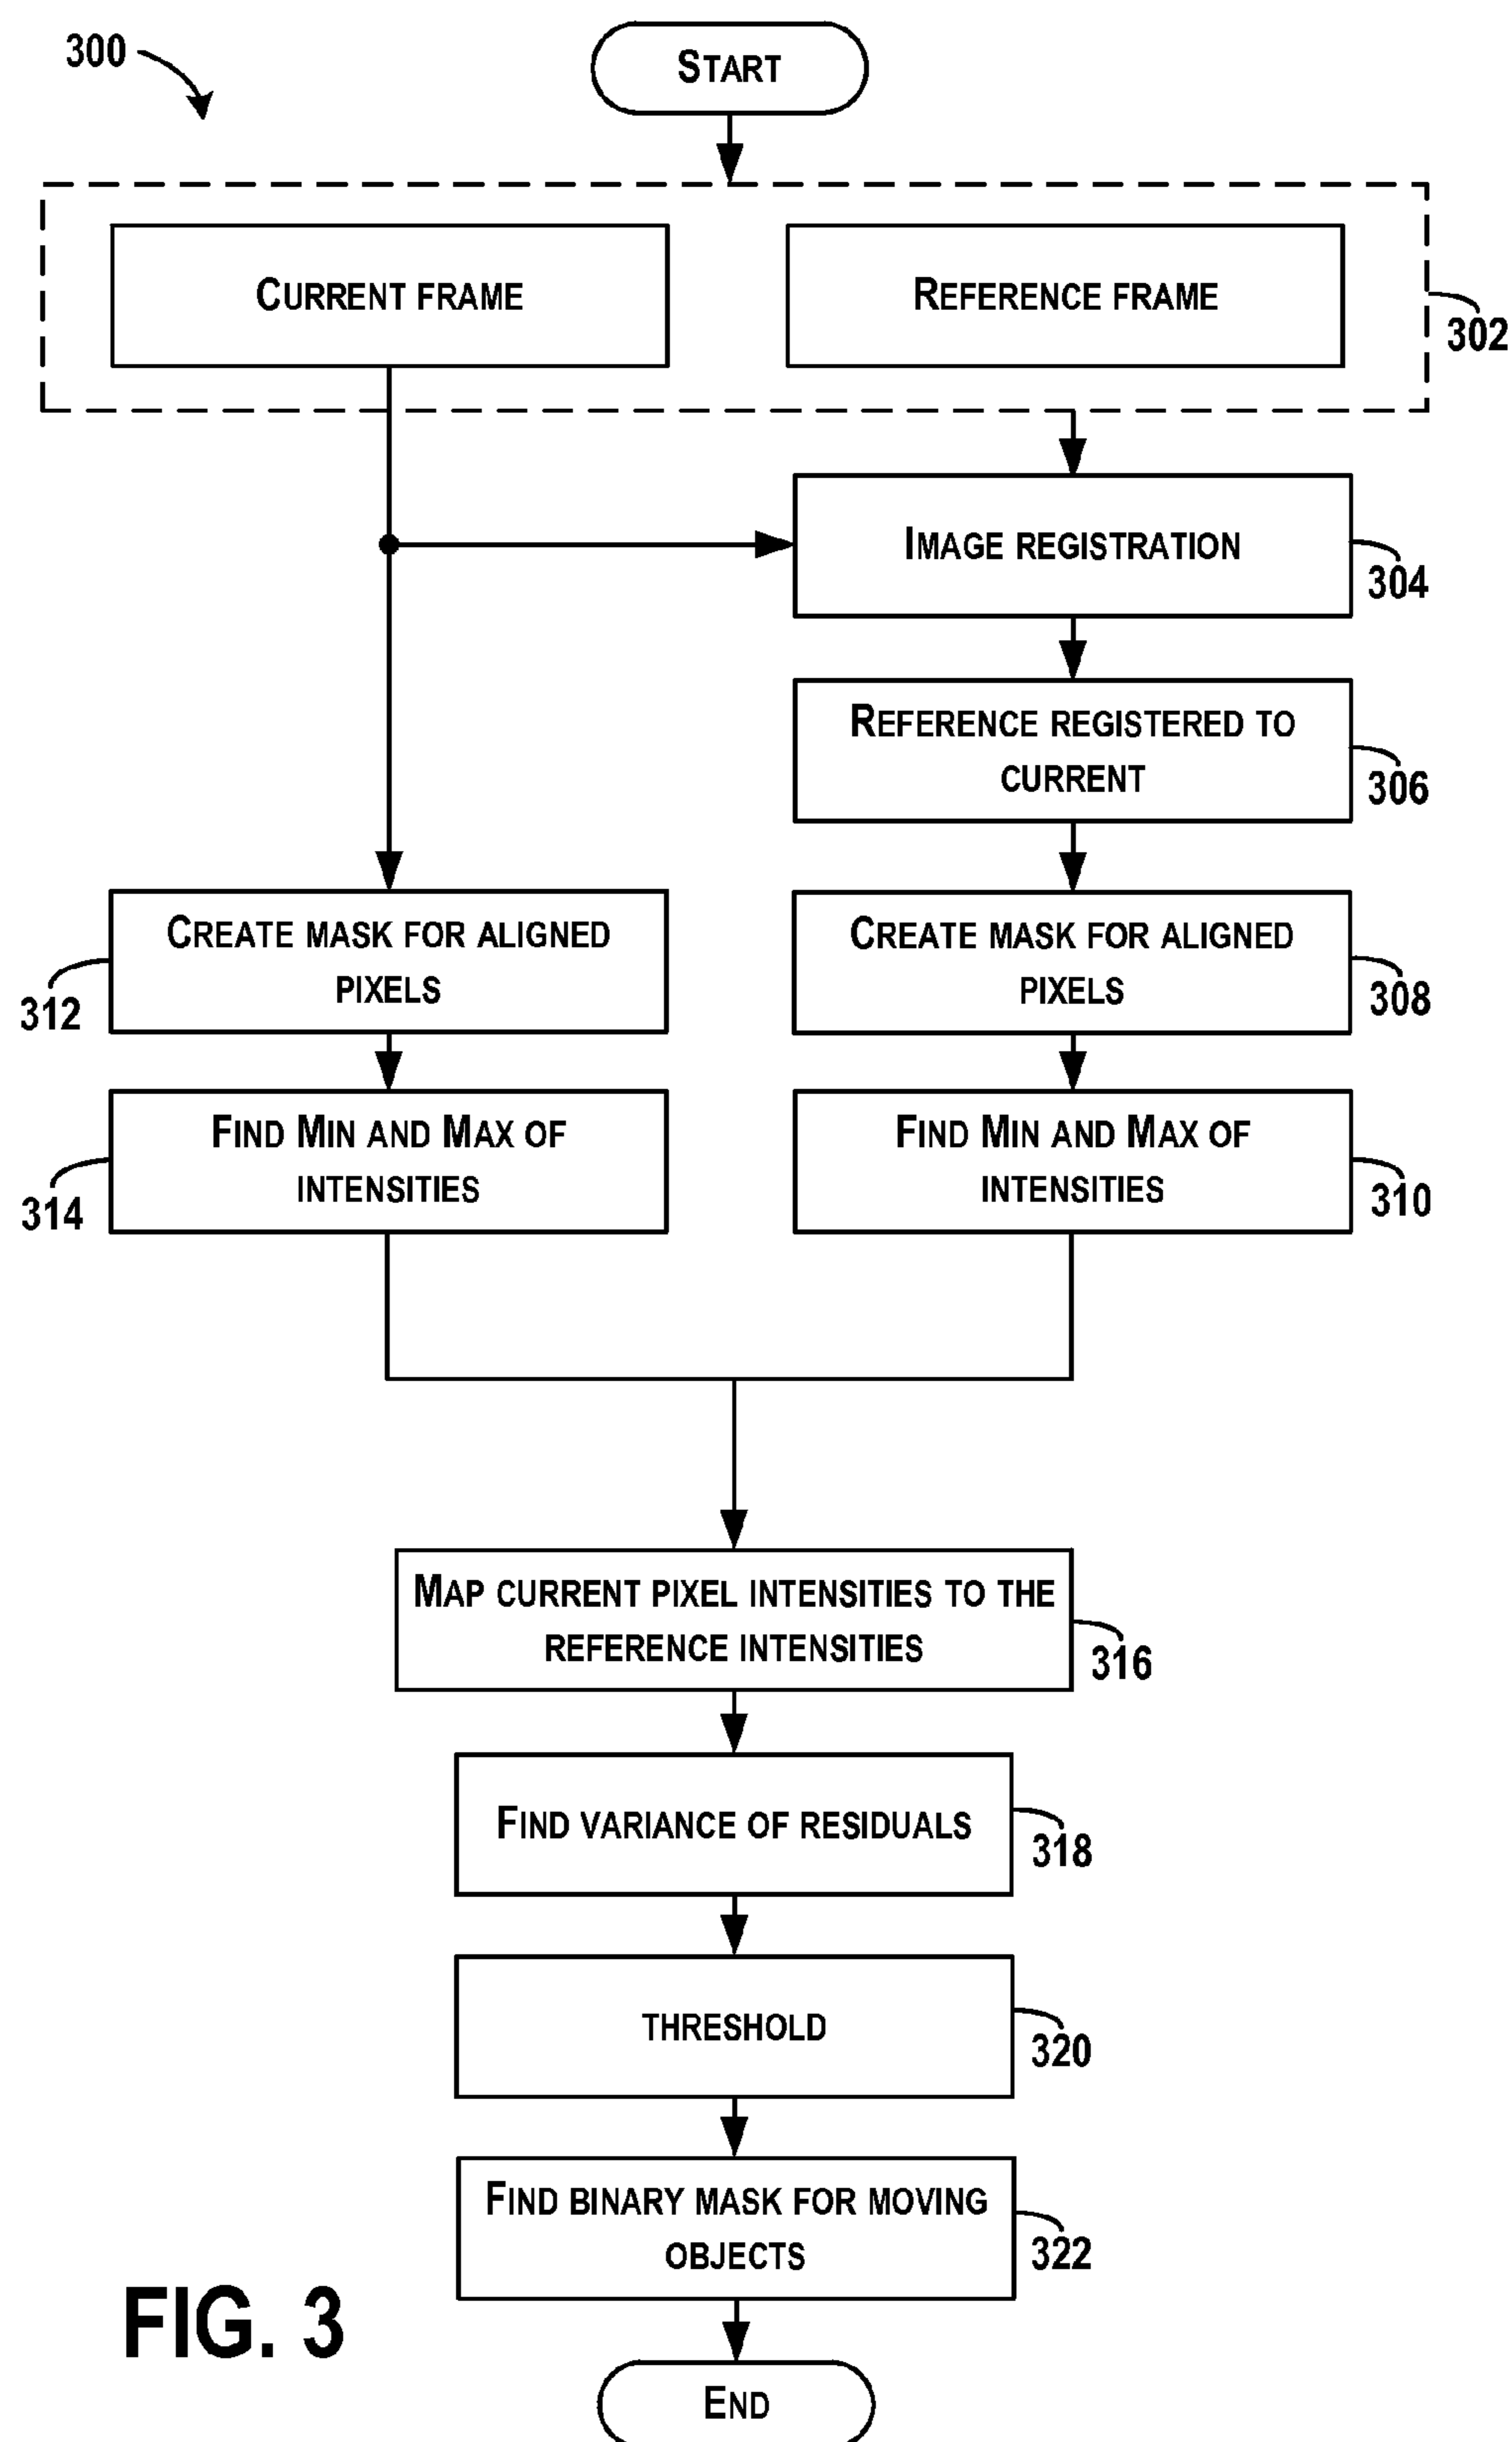 300
START
CURRENT FRAME
REFERENCE FRAME
302
IMAGE REGISTRATION
304
REFERENCE REGISTERED TO
CURRENT
306
CREATE MASK FOR ALIGNED
PIXELS
312
CREATE MASK FOR ALIGNED
PIXELS
308
FIND MIN AND MAX OF
INTENSITIES
314
FIND MIN AND MAX OF
INTENSITIES
310
MAP CURRENT PIXEL INTENSITIES TO THE
REFERENCE INTENSITIES
316
FIND VARIANCE OF RESIDUALS
318
THRESHOLD
320
FIND BINARY MASK FOR MOVING
OBJECTS
322
FIG. 3
END